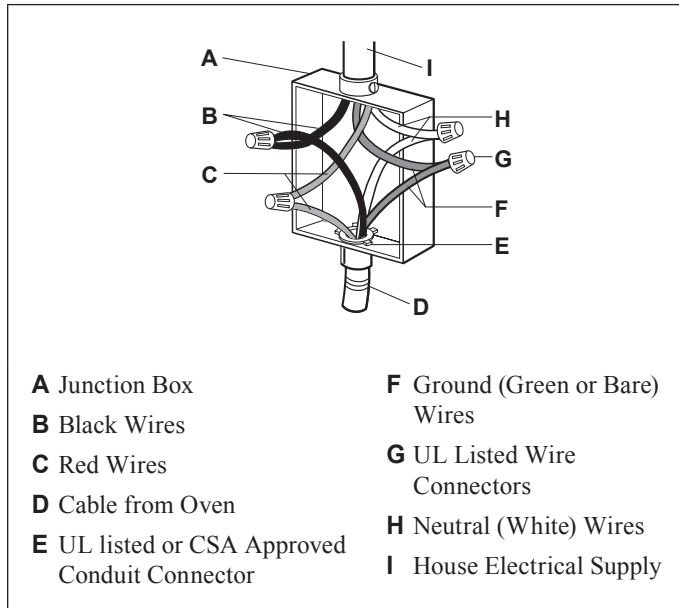 A
I
B
H
G
C
F
E
D
A Junction Box
B Black Wires
C Red Wires
D Cable from Oven
E UL listed or CSA Approved
Conduit Connector
F Ground (Green or Bare)
Wires
G UL Listed Wire
Connectors
H Neutral (White) Wires
I House Electrical Supply